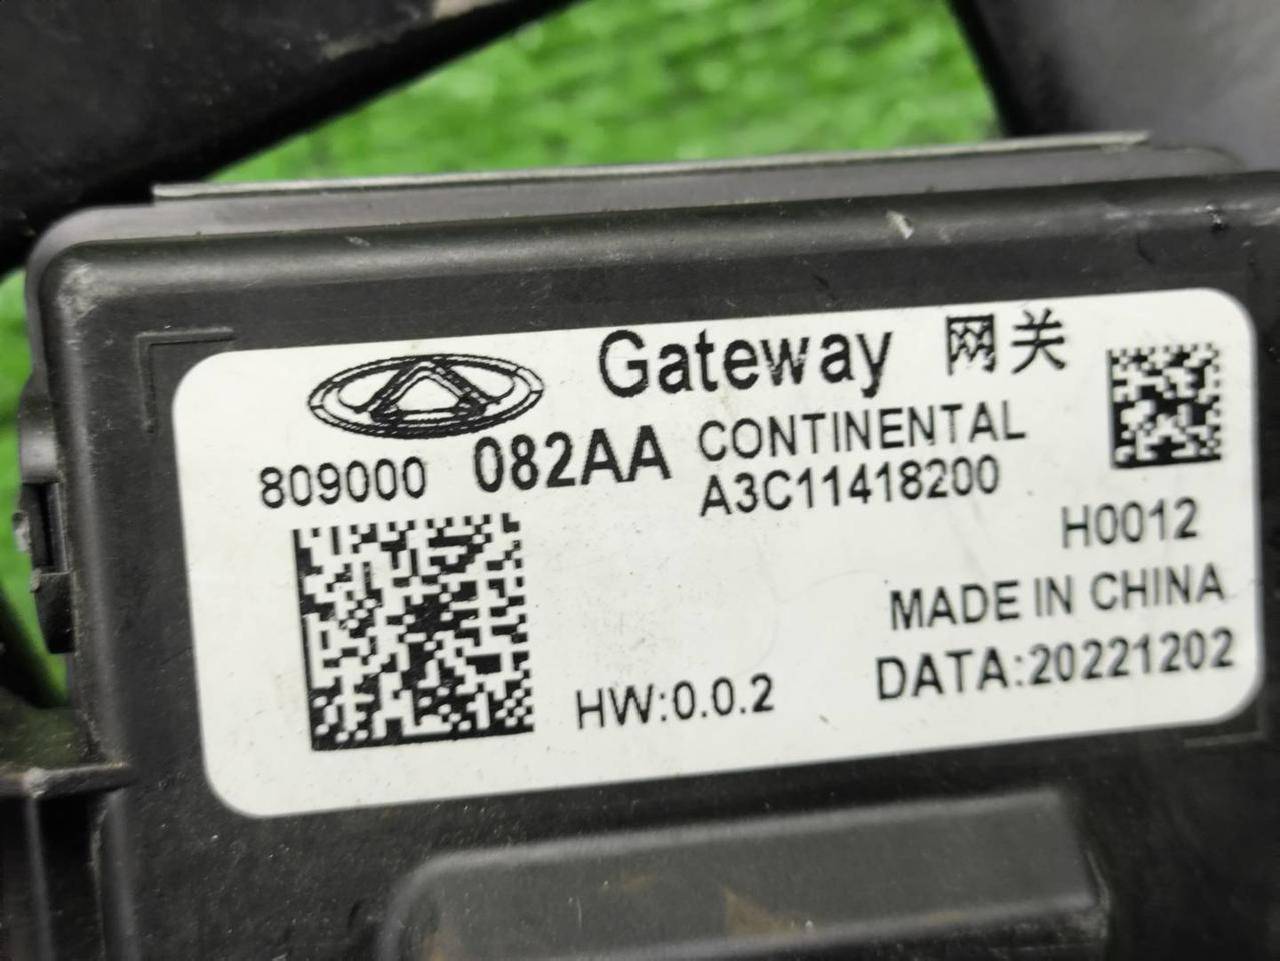 Gateway 网关
809000 082AA CONTINENTAL
A3C11418200
H0012
MADE IN CHINA
HW:0.0.2 DATA:20221202